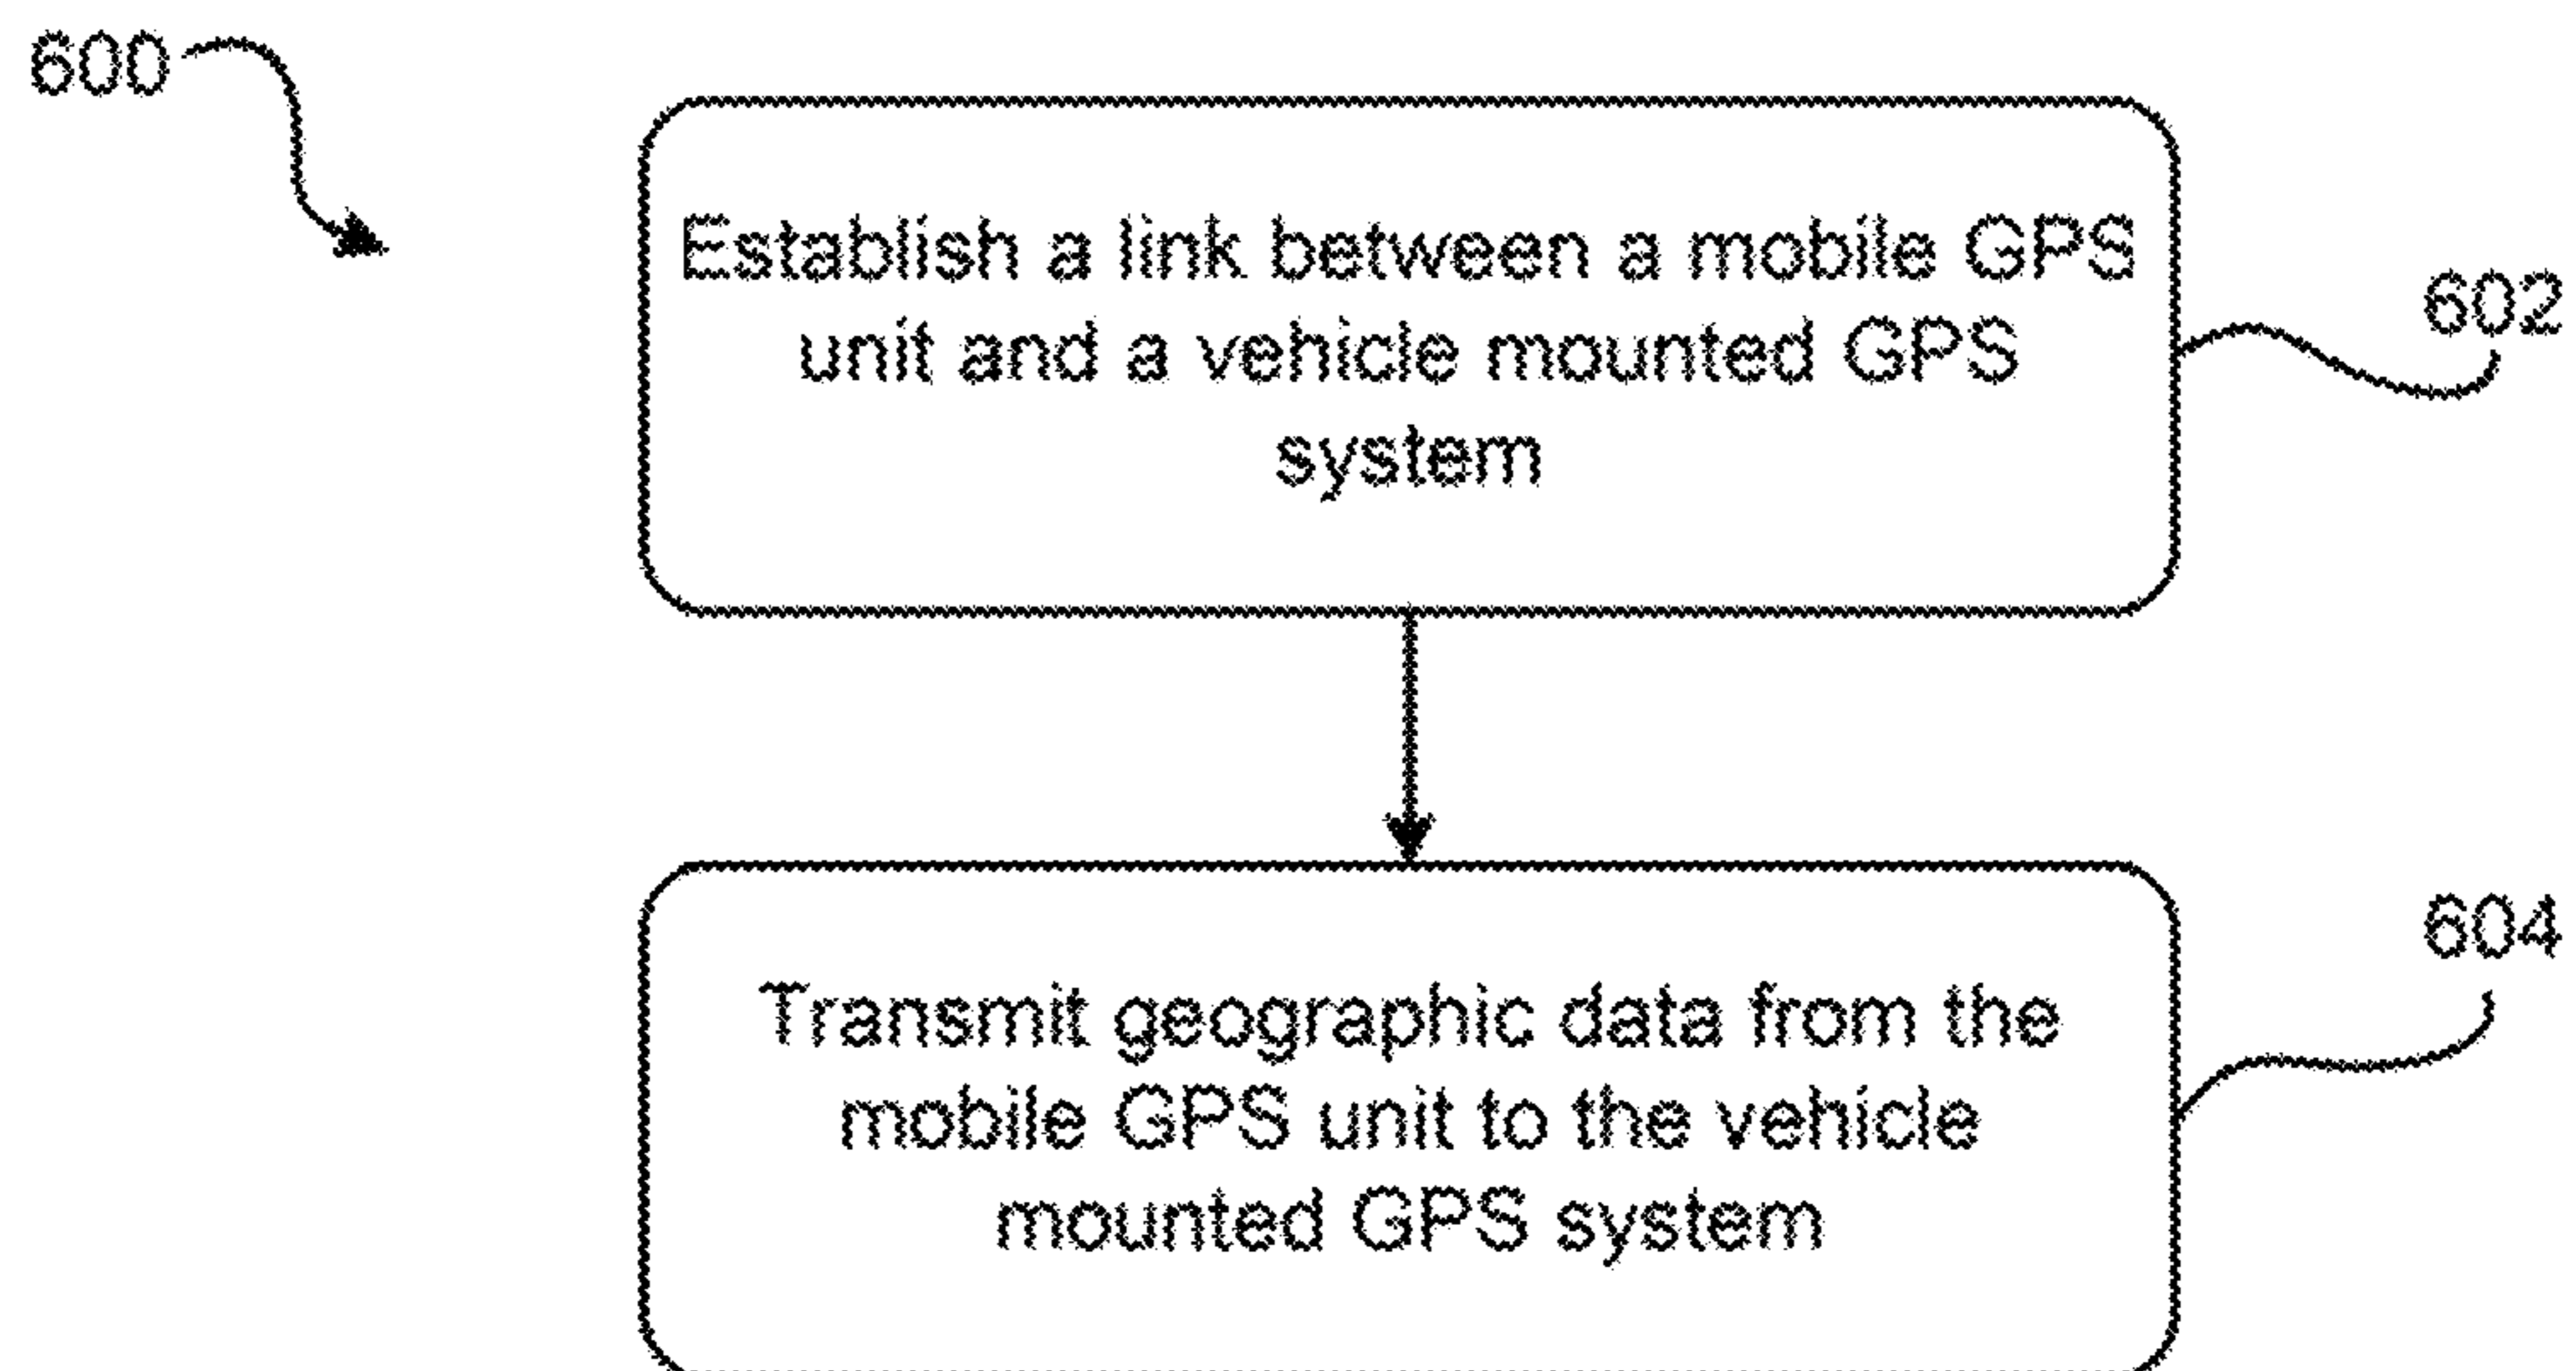 600
Establish a link between a mobile GPS
unit and a vehicle mounted GPS
system
602
Transmit geographic data from the
mobile GPS unit to the vehicle
mounted GPS system
604